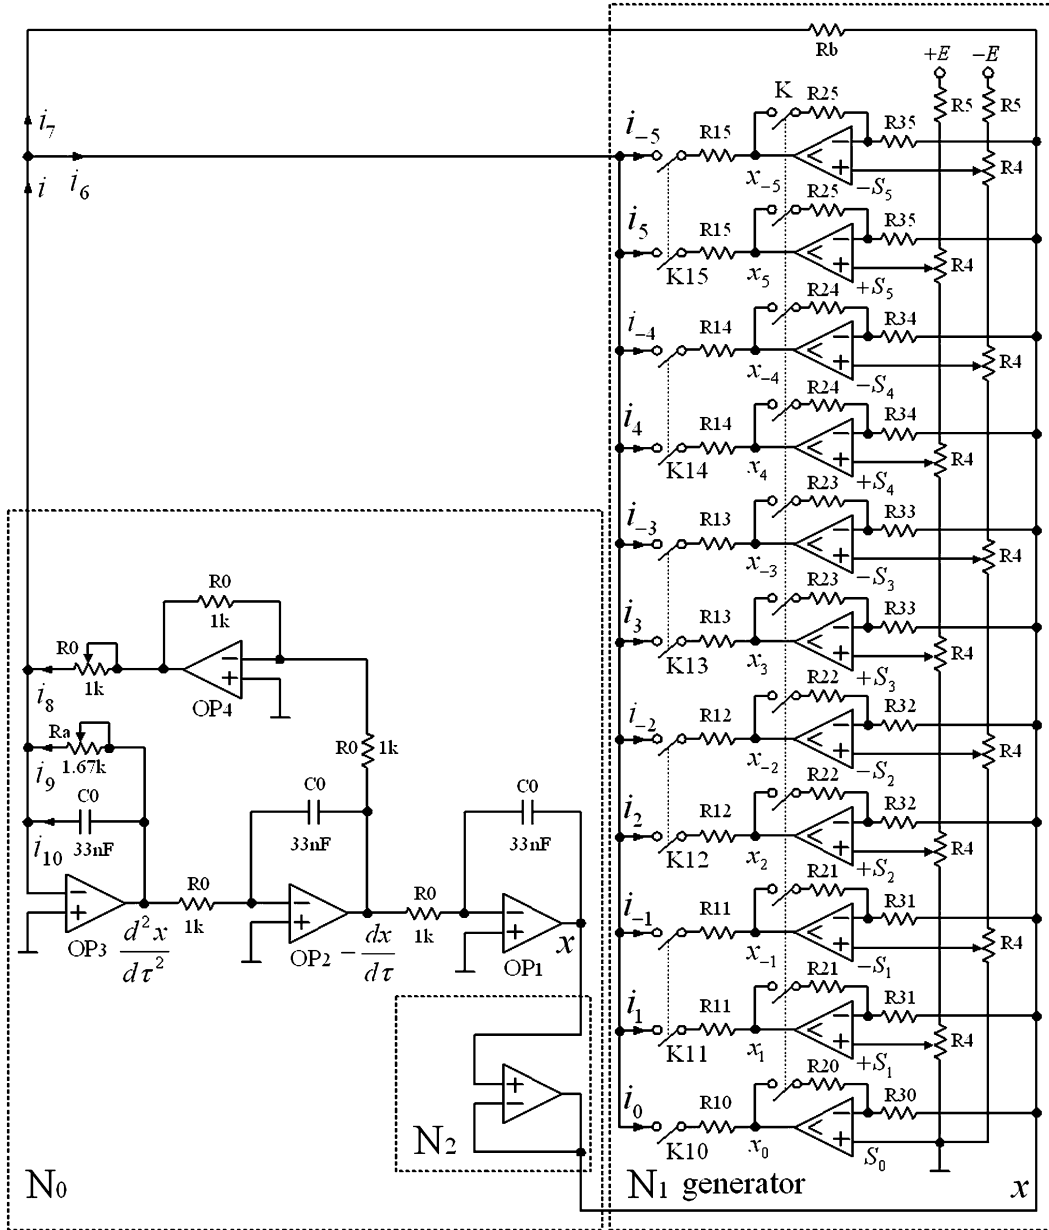 Rb
+E −E
K R25 R5 R5
i₇
i₋₅ R15 R35
i i₆ x₋₅ −S₅ R4
R25
i₅ R15 R35
K15 x₅ +S₅ R4
R24
i₋₄ R14 R34
x₋₄ −S₄ R4
R24
i₄ R14 R34
K14 x₄ +S₄ R4
R23
i₋₃ R13 R33
x₋₃ −S₃ R4
R23
i₃ R13 R33
K13 x₃ +S₃ R4
R22
i₋₂ R12 R32
x₋₂ −S₂ R4
R22
i₂ R12 R32
K12 x₂ +S₂ R4
R21
i₋₁ R11 R31
x₋₁ −S₁ R4
R21
i₁ R11 R31
K11 x₁ +S₁ R4
R20
i₀ R10 R30
K10 x₀ S₀
N₁ generator x
R0
1k
R0
1k
i₈ OP4
Ra
1.67k
i₉
R0 1k
C0
33nF
i₁₀
C0
33nF
C0
33nF
R0
1k
R0
1k
OP3 d²x/dτ²
OP2 −dx/dτ
OP1 x
N₂
N₀